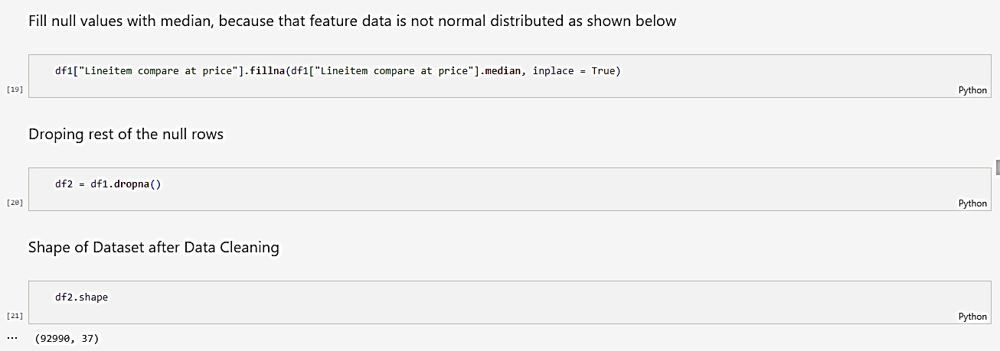 Fill null values with median, because that feature data is not normal distributed as shown below
df1["Lineitem compare at price"].fillna(df1["Lineitem compare at price"].median, inplace = True)
[19]
Python
Droping rest of the null rows
df2 = df1.dropna()
[20]
Python
Shape of Dataset after Data Cleaning
df2.shape
[21]
Python
... (92990, 37)